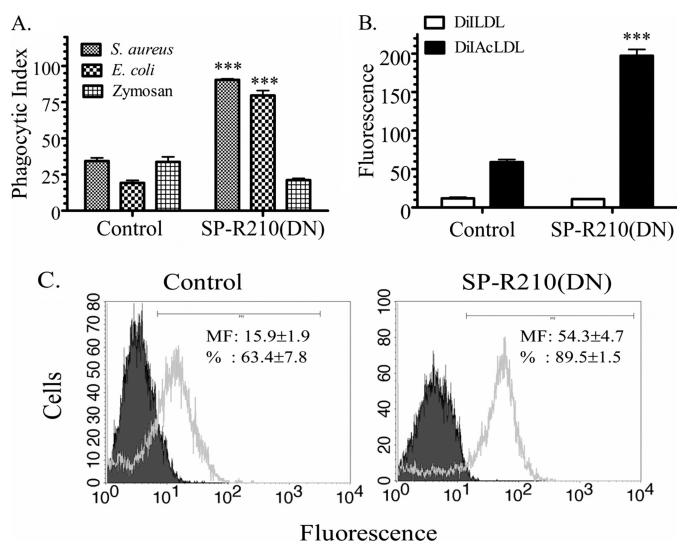 A.
S. aureus
E. coli
Zymosan
***
***
Phagocytic Index
100
75
50
25
0
Control
SP-R210(DN)
B.
DiILDL
DiIAcLDL
***
Fluorescence
200
150
100
50
0
Control
SP-R210(DN)
C.
Control
SP-R210(DN)
Cells
80
70
60
50
40
30
20
10
0
MF: 15.9±1.9
% : 63.4±7.8
10⁰ 10¹ 10² 10³ 10⁴
100
80
60
40
20
0
MF: 54.3±4.7
% : 89.5±1.5
10⁰ 10¹ 10² 10³ 10⁴
Fluorescence